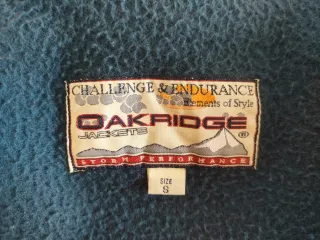 CHALLENGE & ENDURANCE
Elements of Style
OAKRIDGE
JACKETS ®
STORM PERFORMANCE
SIZE
S